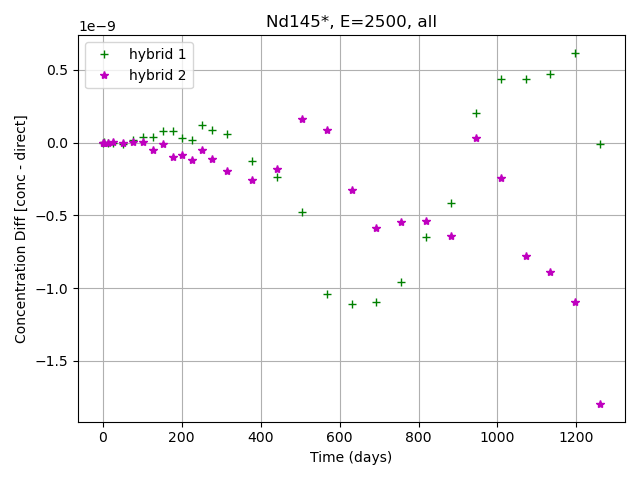 Nd145*, E=2500, all
1e−9
hybrid 1
hybrid 2
0.5
0.0
−0.5
−1.0
−1.5
Concentration Diff [conc - direct]
0 200 400 600 800 1000 1200
Time (days)